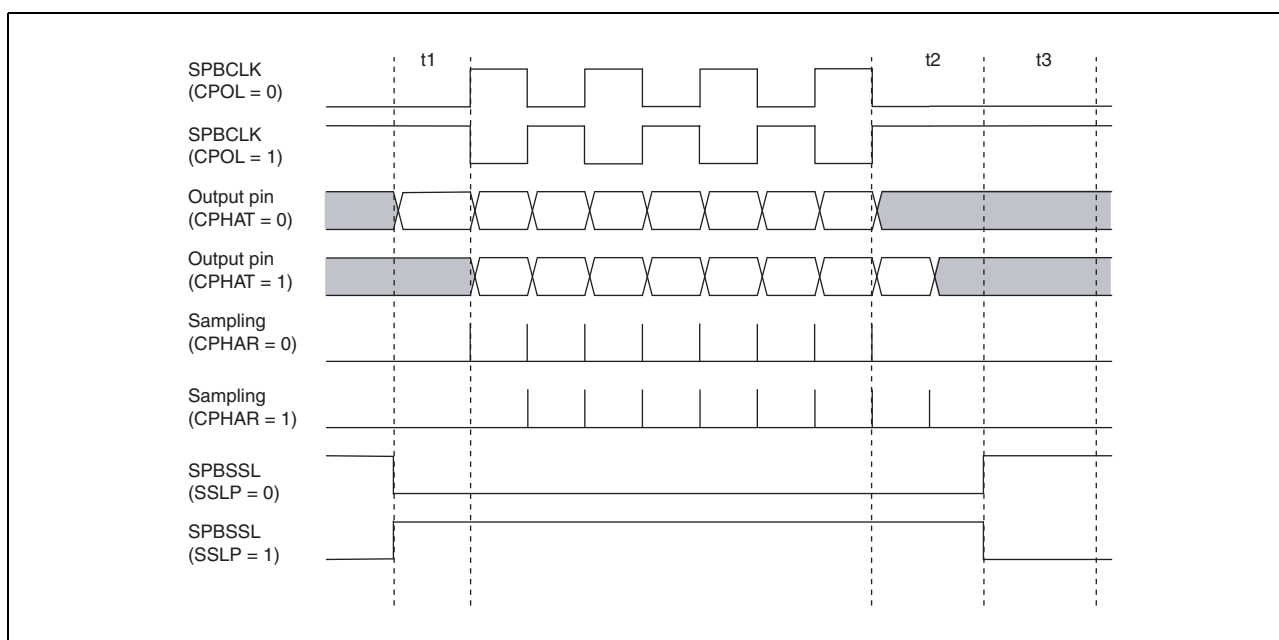 t1
t2
t3
SPBCLK
(CPOL = 0)
SPBCLK
(CPOL = 1)
Output pin
(CPHAT = 0)
Output pin
(CPHAT = 1)
Sampling
(CPHAR = 0)
Sampling
(CPHAR = 1)
SPBSSL
(SSLP = 0)
SPBSSL
(SSLP = 1)